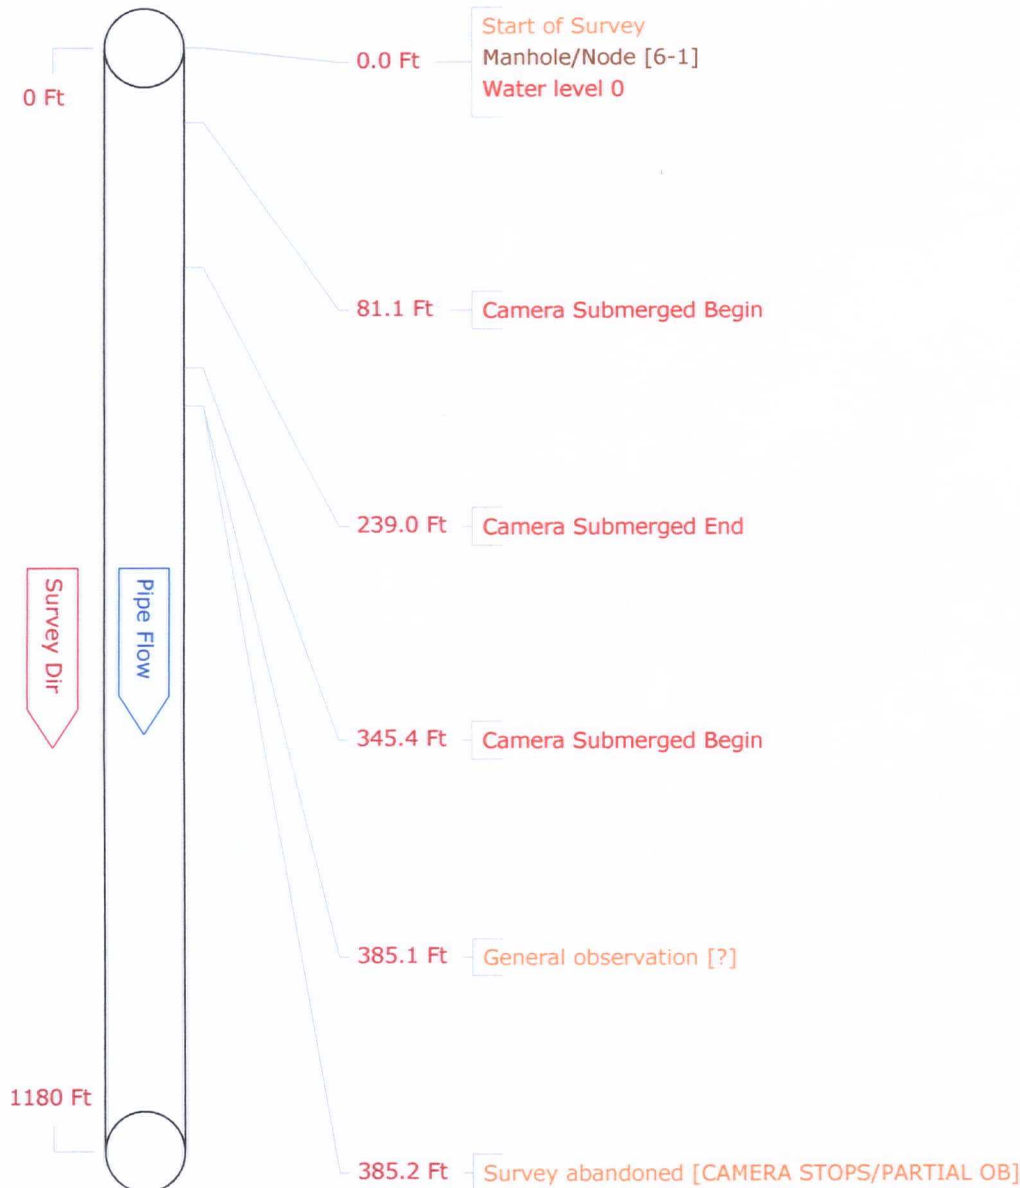 Start of Survey
0.0 Ft
Manhole/Node [6-1]
Water level 0
0 Ft
81.1 Ft
Camera Submerged Begin
239.0 Ft
Camera Submerged End
Survey Dir
Pipe Flow
345.4 Ft
Camera Submerged Begin
385.1 Ft
General observation [?]
1180 Ft
385.2 Ft
Survey abandoned [CAMERA STOPS/PARTIAL OB]